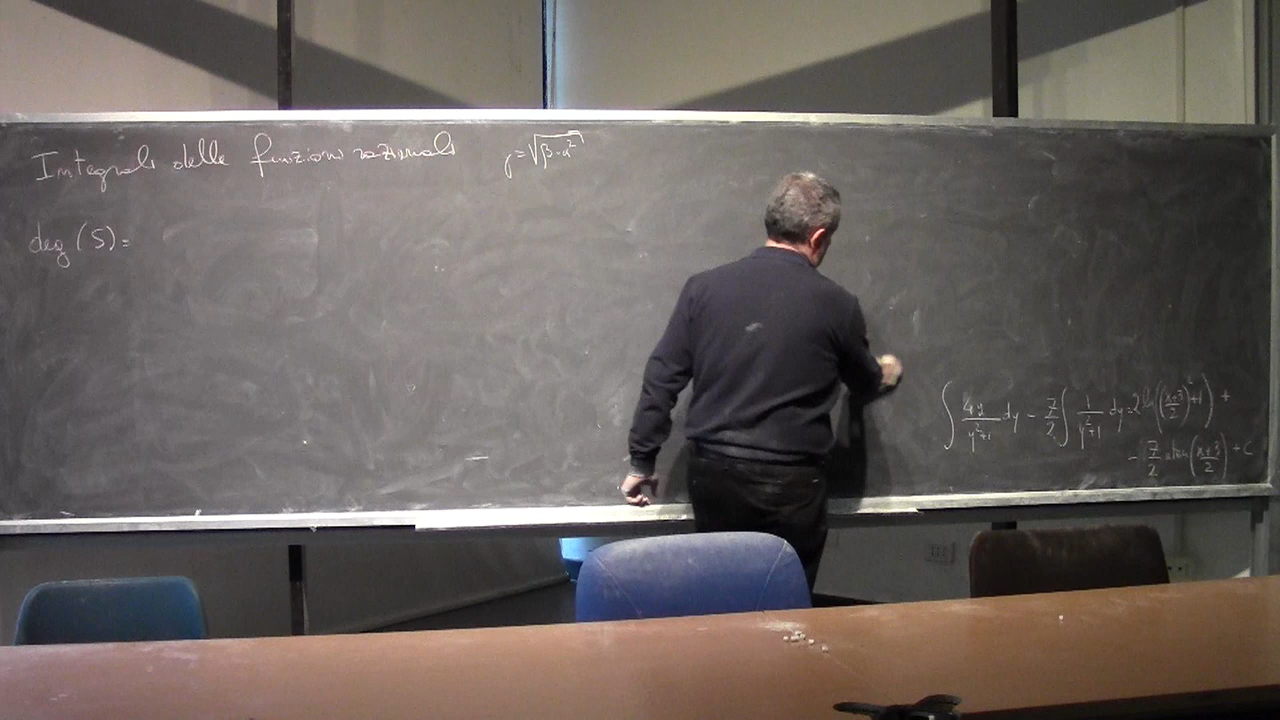 Integrali delle funzioni razionali γ=√β-α²
deg (S) =
∫ 4y/(y²+1) dy - 7/2 ∫ 1/(y²+1) dy = 2 ln((x+3/2)²+1) +
- 7/2 atan(x+3/2) + C